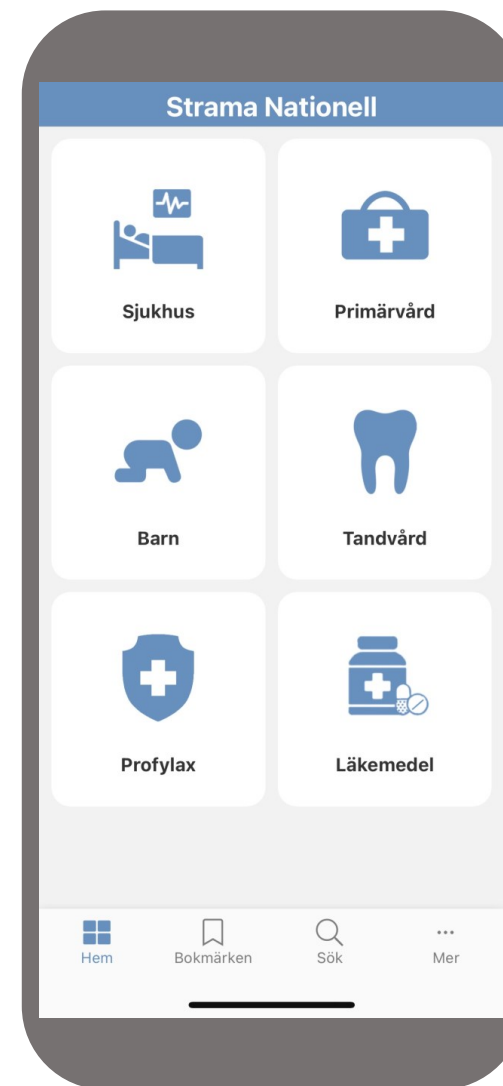 Strama Nationell
Sjukhus
Primärvård
Barn
Tandvård
Profylax
Läkemedel
Hem
Bokmärken
Sök
Mer